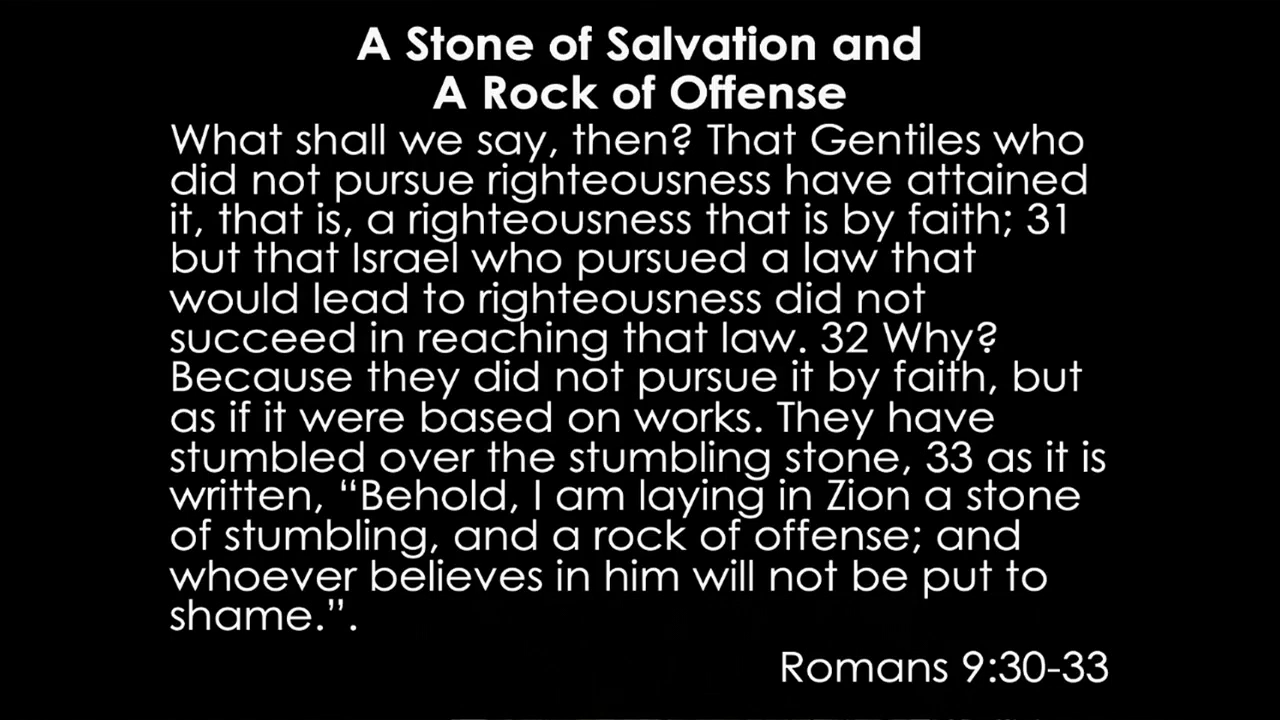 A Stone of Salvation and
A Rock of Offense
What shall we say, then? That Gentiles who
did not pursue righteousness have attained
it, that is, a righteousness that is by faith; 31
but that Israel who pursued a law that
would lead to righteousness did not
succeed in reaching that law. 32 Why?
Because they did not pursue it by faith, but
as if it were based on works. They have
stumbled over the stumbling stone, 33 as it is
written, “Behold, I am laying in Zion a stone
of stumbling, and a rock of offense; and
whoever believes in him will not be put to
shame.”.
Romans 9:30-33